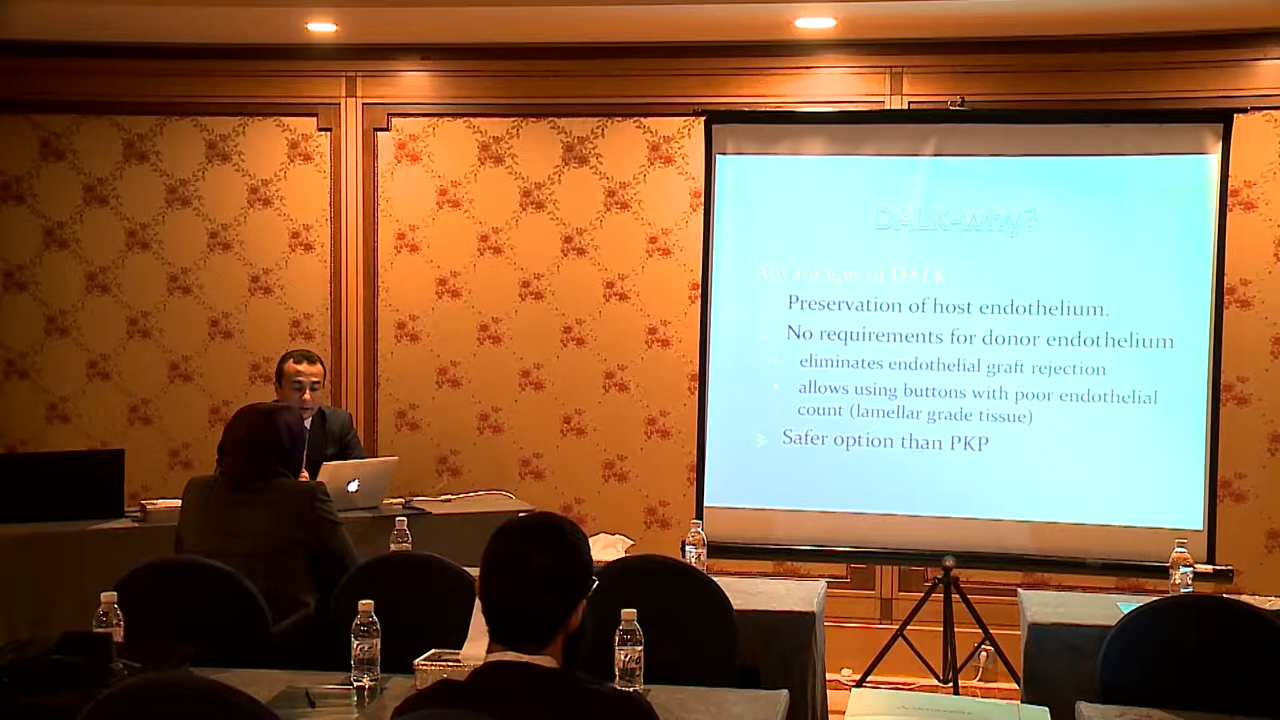 DALK-why?
Advantages of DALK
Preservation of host endothelium.
No requirements for donor endothelium
eliminates endothelial graft rejection
allows using buttons with poor endothelial
count (lamellar grade tissue)
3. Safer option than PKP